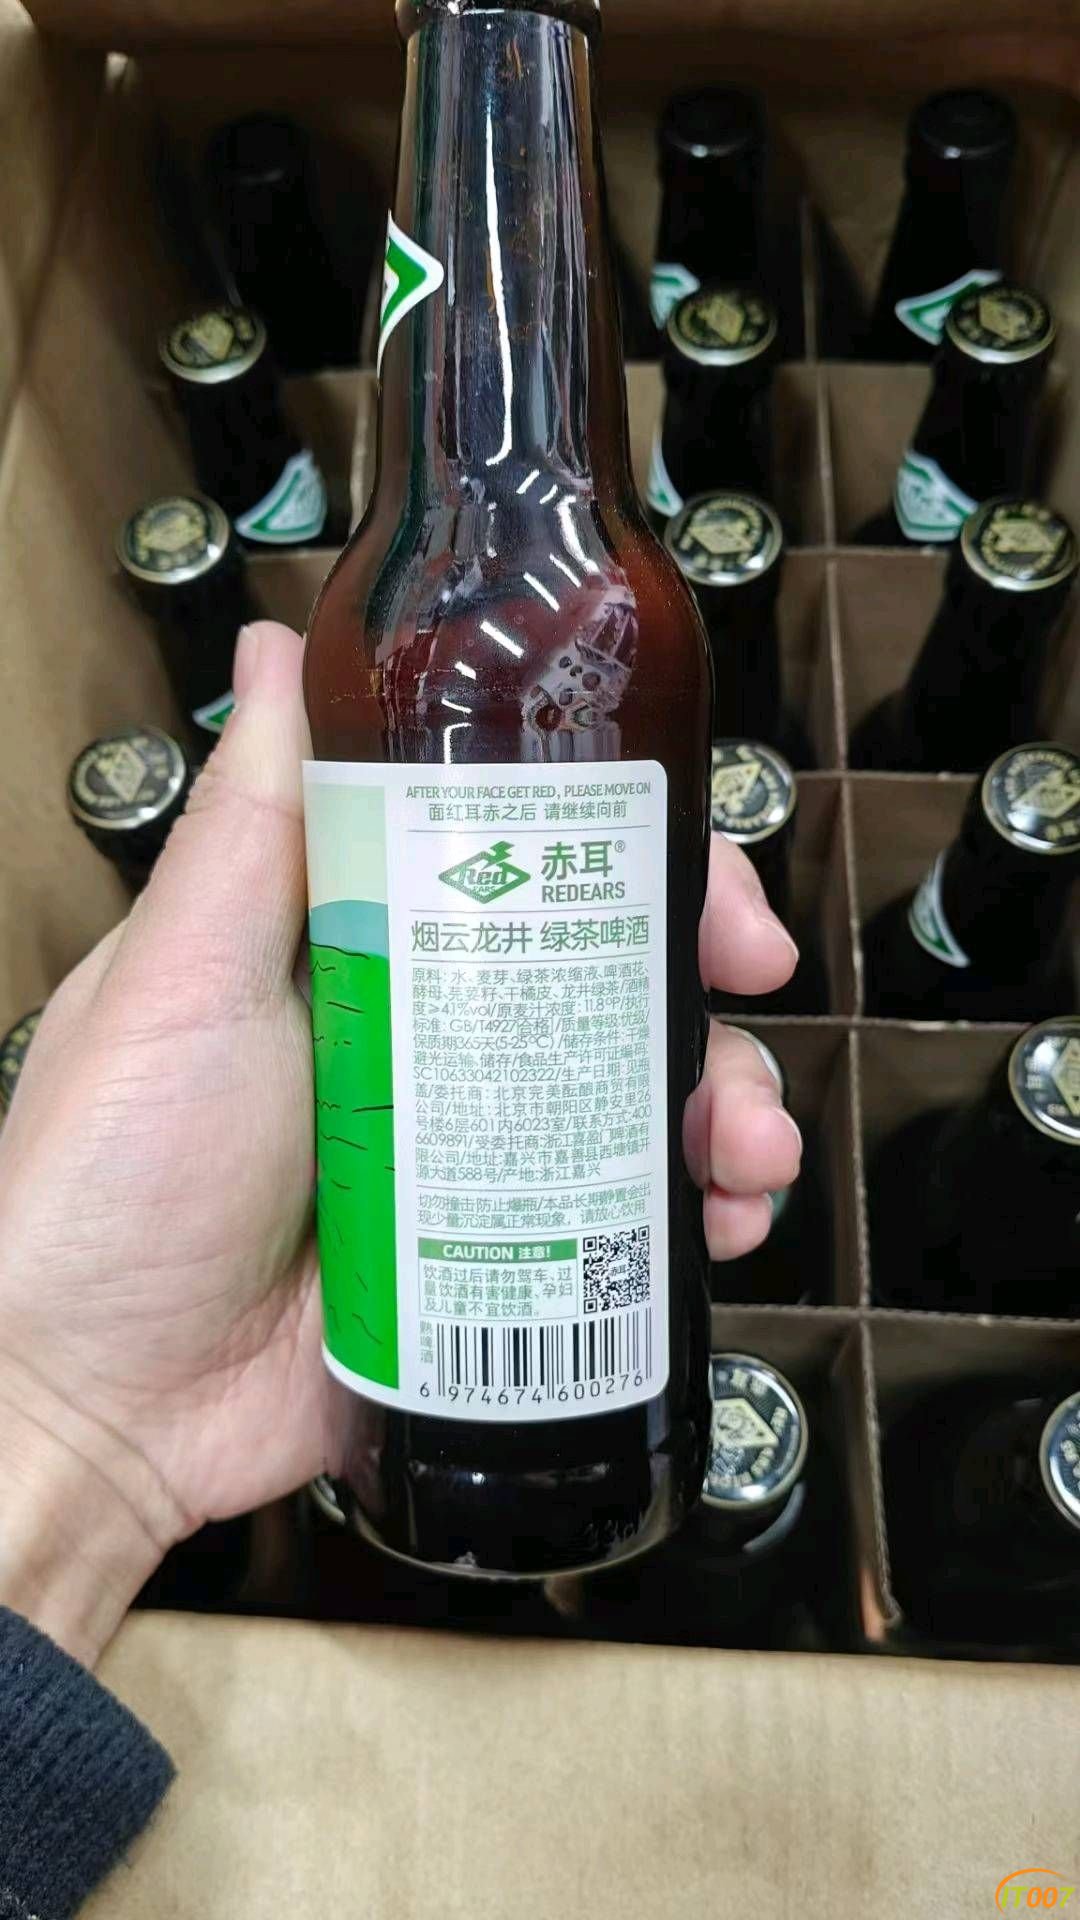 AFTER YOUR FACE GET RED, PLEASE MOVE ON
面红耳赤之后 请继续向前
Red
EARS
赤耳®
REDEARS
烟云龙井 绿茶啤酒
原料: 水、麦芽、绿茶浓缩液、啤酒花、
酵母、芫荽籽、干橘皮、龙井绿茶/酒精
度≥4.1%vol/原麦汁浓度: 11.8°P/执行
标准: GB/T4927合格/质量等级:优级/
保质期365天(5-25°C)/储存条件: 干燥
避光运输、储存/食品生产许可证编码:
SC10633042102322/生产日期: 见瓶
盖/委托商: 北京完美酝酿商贸有限
公司/地址: 北京市朝阳区静安里26
号楼6层601内6023室/联系方式:400
6609891/受委托商:浙江嘉盈门啤酒有
限公司/地址:嘉兴市嘉善县西塘镇开
源大道588号/产地:浙江嘉兴
切勿撞击防止爆瓶/本品长期静置会出
现少量沉淀属正常现象，请放心饮用
CAUTION 注意!
饮酒过后请勿驾车、过
量饮酒有害健康、孕妇
及儿童不宜饮酒。
赤耳
熟啤酒
6 974674 600276
IT007